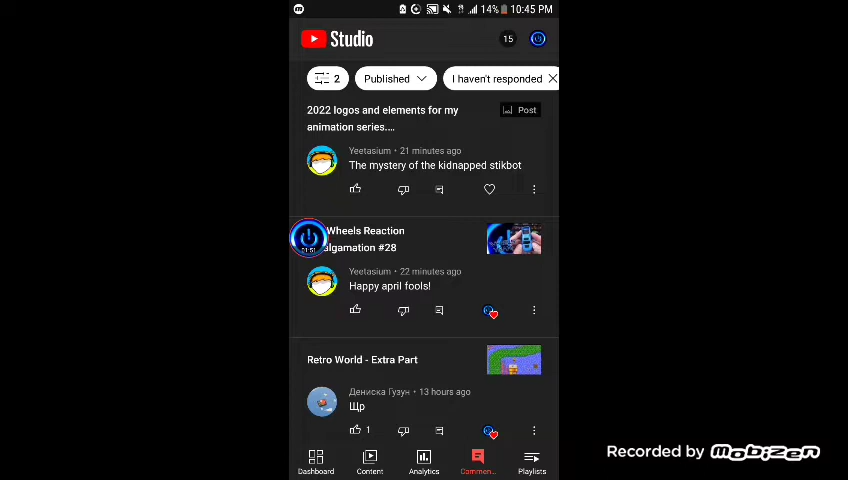 14% 10:45 PM
Studio
15
2
Published
I haven't responded
2022 logos and elements for my
animation series....
Post
Yeetasium • 21 minutes ago
The mystery of the kidnapped stikbot
Wheels Reaction
algamation #28
01:51
Yeetasium • 22 minutes ago
Happy april fools!
Retro World - Extra Part
Дениска Гузун • 13 hours ago
Щр
1
Dashboard
Content
Analytics
Commen...
Playlists
Recorded by mobizen